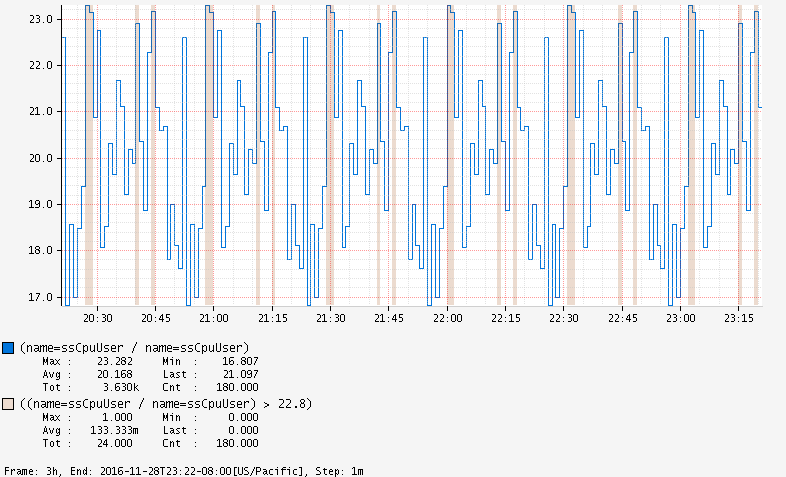 23.0
22.0
21.0
20.0
19.0
18.0
17.0
20:30 20:45 21:00 21:15 21:30 21:45 22:00 22:15 22:30 22:45 23:00 23:15
(name=ssCpuUser / name=ssCpuUser)
Max : 23.282 Min : 16.807
Avg : 20.168 Last : 21.097
Tot : 3.630k Cnt : 180.000
((name=ssCpuUser / name=ssCpuUser) > 22.8)
Max : 1.000 Min : 0.000
Avg : 133.333m Last : 0.000
Tot : 24.000 Cnt : 180.000
Frame: 3h, End: 2016-11-28T23:22-08:00[US/Pacific], Step: 1m